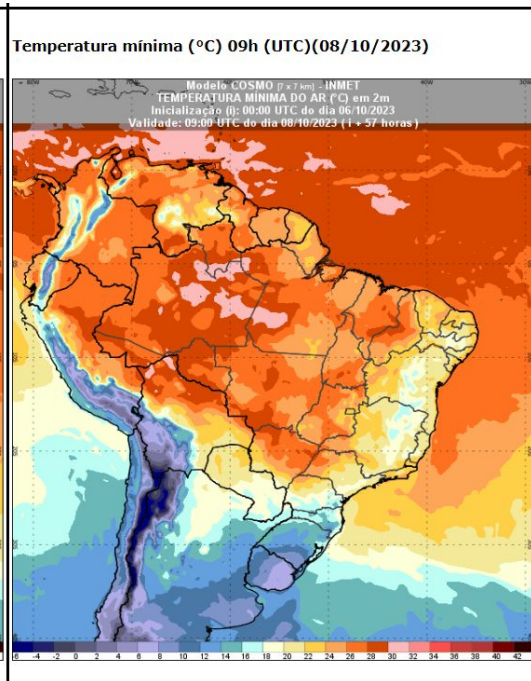 Temperatura mínima (ºC) 09h (UTC)(08/10/2023)
Modelo COSMO [7 x 7 km] - INMET
TEMPERATURA MINIMA DO AR (°C) em 2m
Inicialização (i): 00:00 UTC do dia 06/10/2023
Validade: 09:00 UTC do dia 08/10/2023 ( i + 57 horas )
-6 -4 -2 0 2 4 6 8 10 12 14 16 18 20 22 24 26 28 30 32 34 36 38 40 42